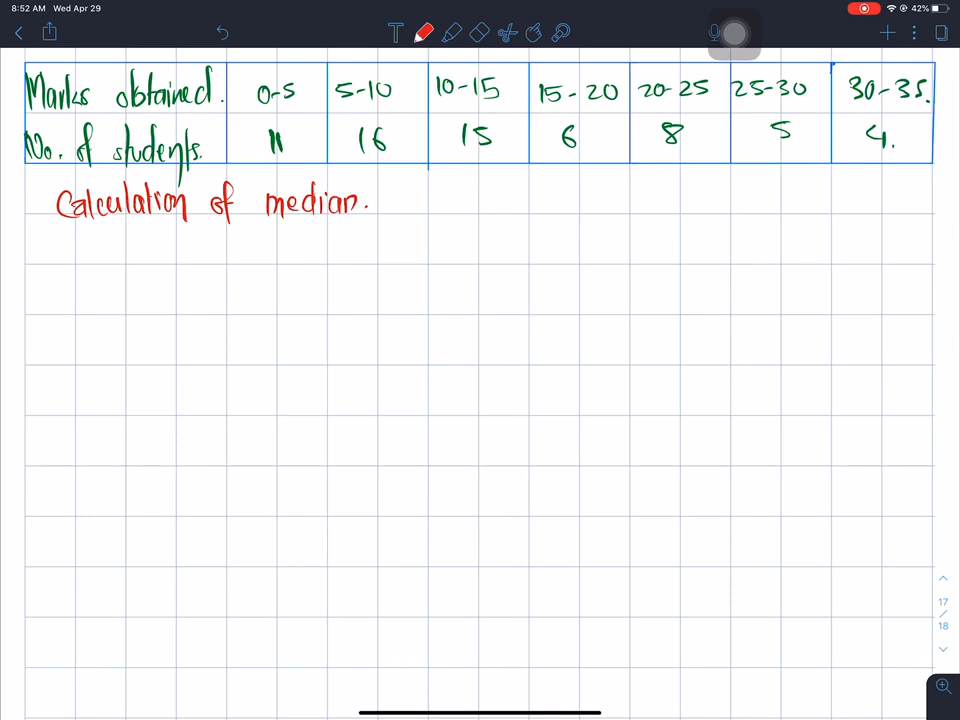 8:52 AM Wed Apr 29 42%
T
Marks obtained. 0-5 5-10 10-15 15-20 20-25 25-30 30-35.
No. of students. 11 16 15 6 8 5 4.
Calculation of median.
17
/
18